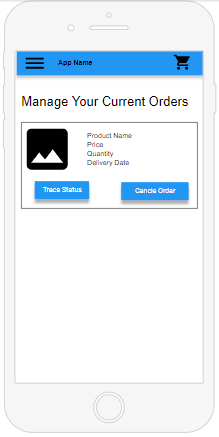 App Name
Manage Your Current Orders
Product Name
Price
Quantity
Delivery Date
Trace Status
Cancle Order